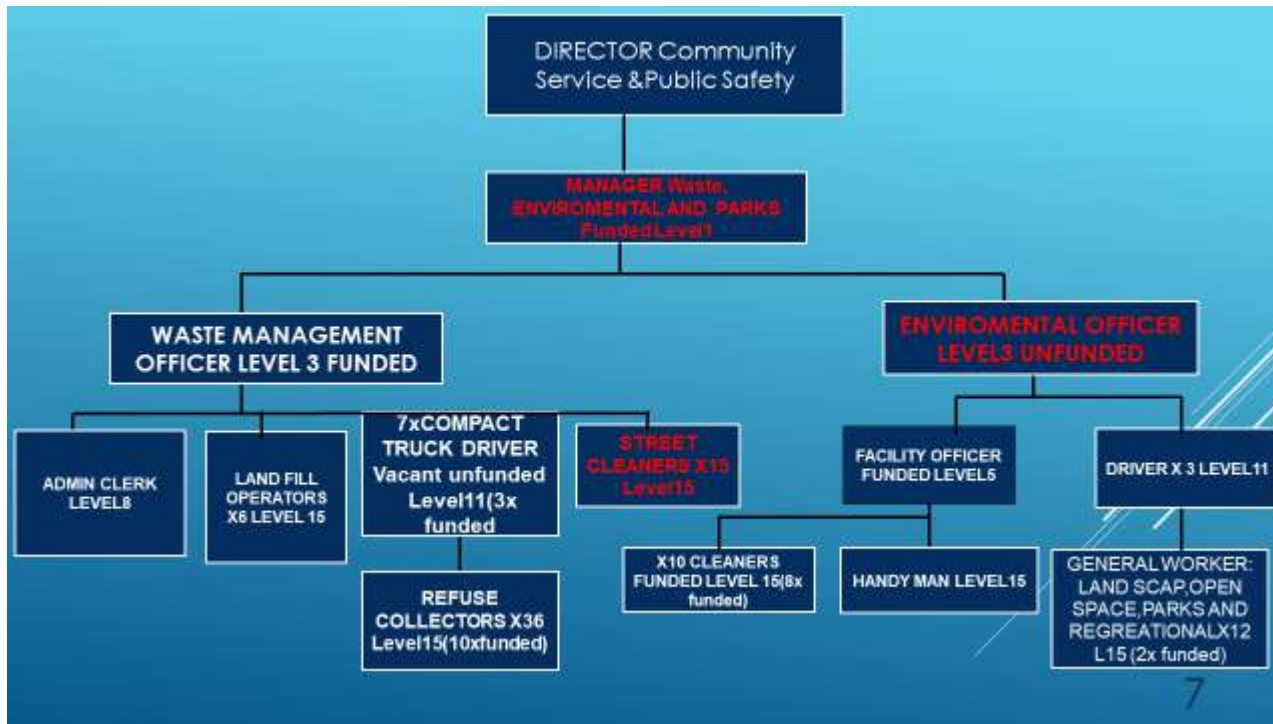 DIRECTOR Community
Service &Public Safety
MANAGER Waste,
ENVIROMENTAL AND PARKS
Funded Level1
WASTE MANAGEMENT
OFFICER LEVEL 3 FUNDED
ENVIROMENTAL OFFICER
LEVEL3 UNFUNDED
ADMIN CLERK
LEVEL8
LAND FILL
OPERATORS
X6 LEVEL 15
7xCOMPACT
TRUCK DRIVER
Vacant unfunded
Level11(3x
funded
STREET
CLEANERS X15
Level15
FACILITY OFFICER
FUNDED LEVEL5
DRIVER X 3 LEVEL11
REFUSE
COLLECTORS X36
Level15(10xfunded)
X10 CLEANERS
FUNDED LEVEL 15(8x
funded)
HANDY MAN LEVEL15
GENERAL WORKER:
LAND SCAP,OPEN
SPACE,PARKS AND
REGREATIONALX12
L15 (2x funded)
7